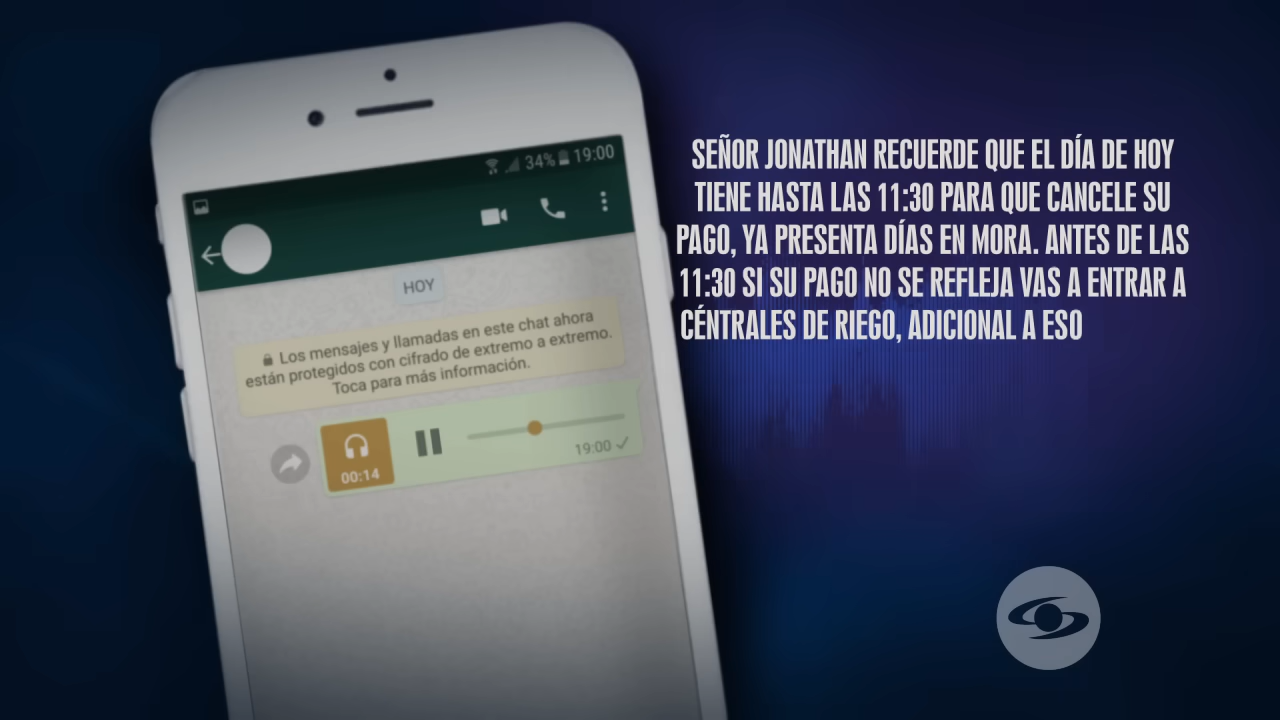 34% 19:00
HOY
Los mensajes y llamadas en este chat ahora
están protegidos con cifrado de extremo a extremo.
Toca para más información.
00:14
19:00
SEÑOR JONATHAN RECUERDE QUE EL DÍA DE HOY
TIENE HASTA LAS 11:30 PARA QUE CANCELE SU
PAGO, YA PRESENTA DÍAS EN MORA. ANTES DE LAS
11:30 SI SU PAGO NO SE REFLEJA VAS A ENTRAR A
CÉNTRALES DE RIEGO, ADICIONAL A ESO